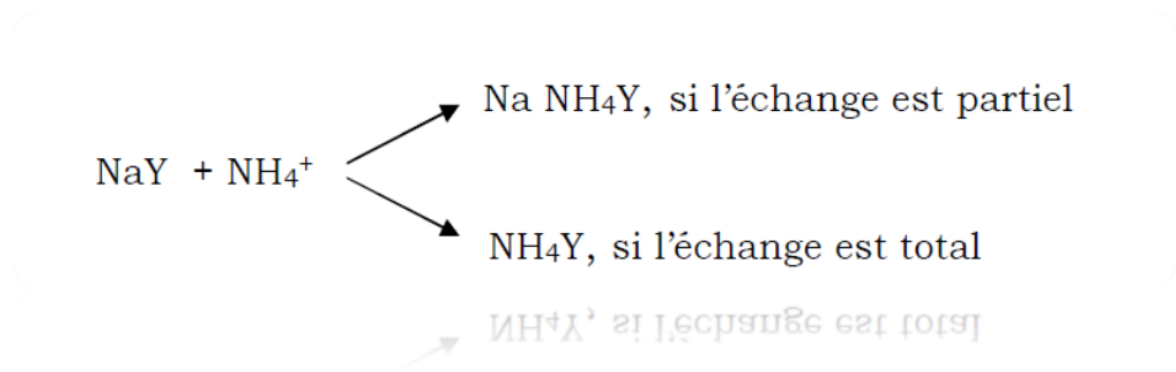 Na NH₄Y, si l’échange est partiel
NaY + NH₄⁺
NH₄Y, si l’échange est total